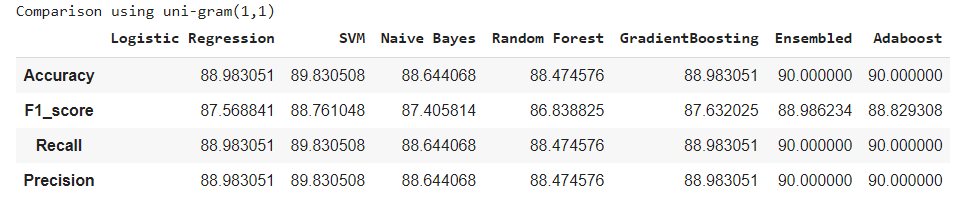 Comparison using uni-gram(1,1)
Logistic Regression SVM Naive Bayes Random Forest GradientBoosting Ensembled Adaboost
Accuracy 88.983051 89.830508 88.644068 88.474576 88.983051 90.000000 90.000000
F1_score 87.568841 88.761048 87.405814 86.838825 87.632025 88.986234 88.829308
Recall 88.983051 89.830508 88.644068 88.474576 88.983051 90.000000 90.000000
Precision 88.983051 89.830508 88.644068 88.474576 88.983051 90.000000 90.000000